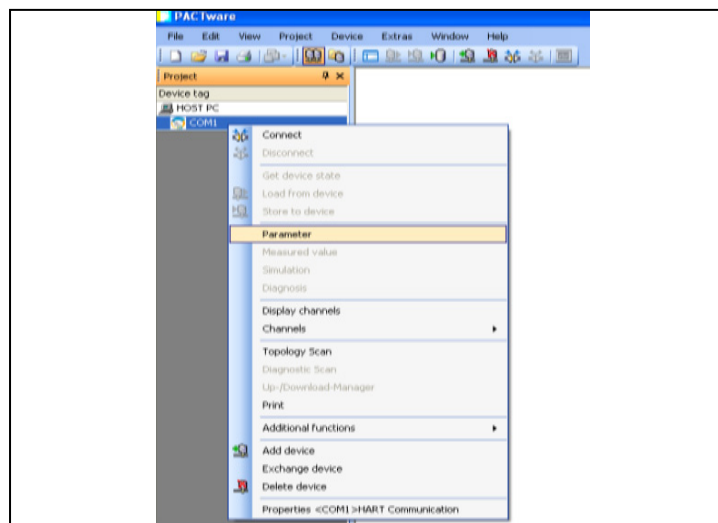 PACTware
File Edit View Project Device Extras Window Help
Project
Device tag
HOST PC
COM1
Connect
Disconnect
Get device state
Load from device
Store to device
Parameter
Measured value
Simulation
Diagnosis
Display channels
Channels
Topology Scan
Diagnostic Scan
Up-/Download-Manager
Print
Additional functions
Add device
Exchange device
Delete device
Properties <COM1>HART Communication